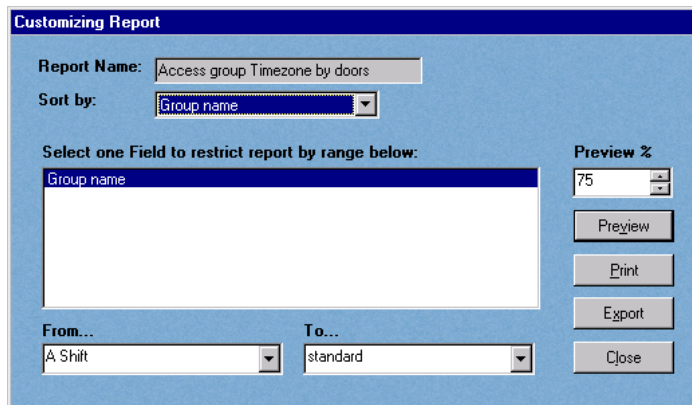 Customizing Report
Report Name: Access group Timezone by doors
Sort by: Group name
Select one Field to restrict report by range below:
Group name
Preview %
75
Preview
Print
Export
Close
From... To...
A Shift standard